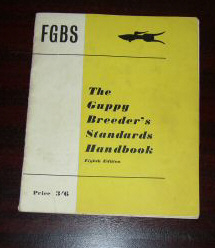 FGBS
The
Guppy
Breeder's
Standards
Handbook
Eighth Edition
Price 3/6